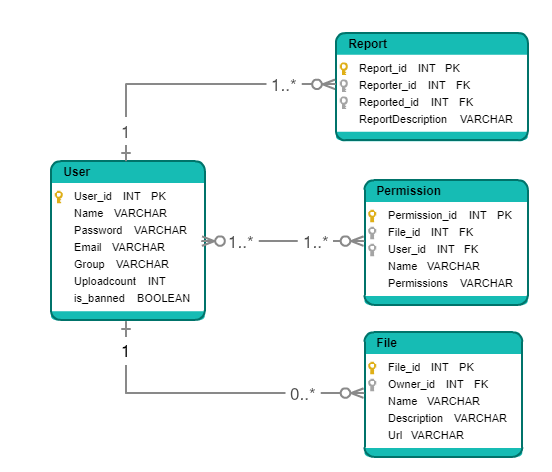 Report
Report_id INT PK
Reporter_id INT FK
Reported_id INT FK
ReportDescription VARCHAR
1..*
1
User
User_id INT PK
Name VARCHAR
Password VARCHAR
Email VARCHAR
Group VARCHAR
Uploadcount INT
is_banned BOOLEAN
1..*
1..*
Permission
Permission_id INT PK
File_id INT FK
User_id INT FK
Name VARCHAR
Permissions VARCHAR
1
0..*
File
File_id INT PK
Owner_id INT FK
Name VARCHAR
Description VARCHAR
Url VARCHAR